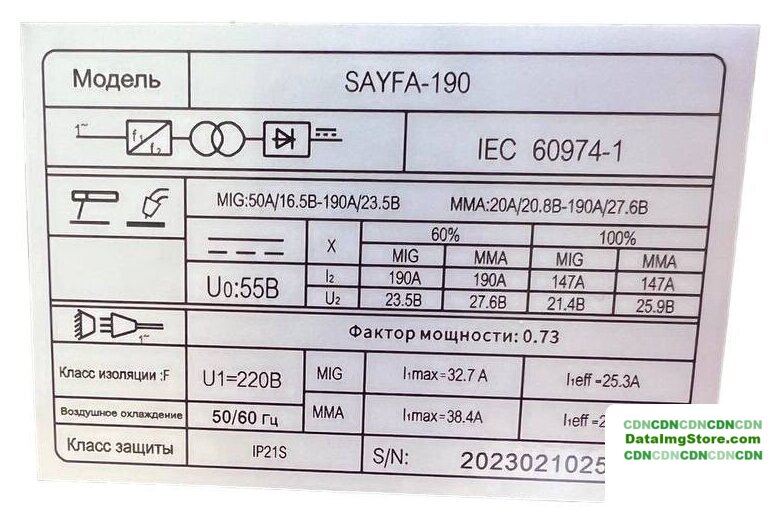 Модель SAYFA-190
1~ f₁ f₂ IEC 60974-1
MIG:50A/16.5B-190A/23.5B MMA:20A/20.8B-190A/27.6B
X 60% 100%
MIG MMA MIG MMA
U₀:55В I₂ 190A 190A 147A 147A
U₂ 23.5B 27.6B 21.4B 25.9B
1~ Фактор мощности: 0.73
Класс изоляции :F U1=220В MIG I₁max=32.7 A I₁eff =25.3A
Воздушное охлаждение 50/60 Гц MMA I₁max=38.4A I₁eff
Класс защиты IP21S S/N:
CDNCDNCDNCDNCDN
DataImgStore.com
CDNCDNCDNCDNCDN